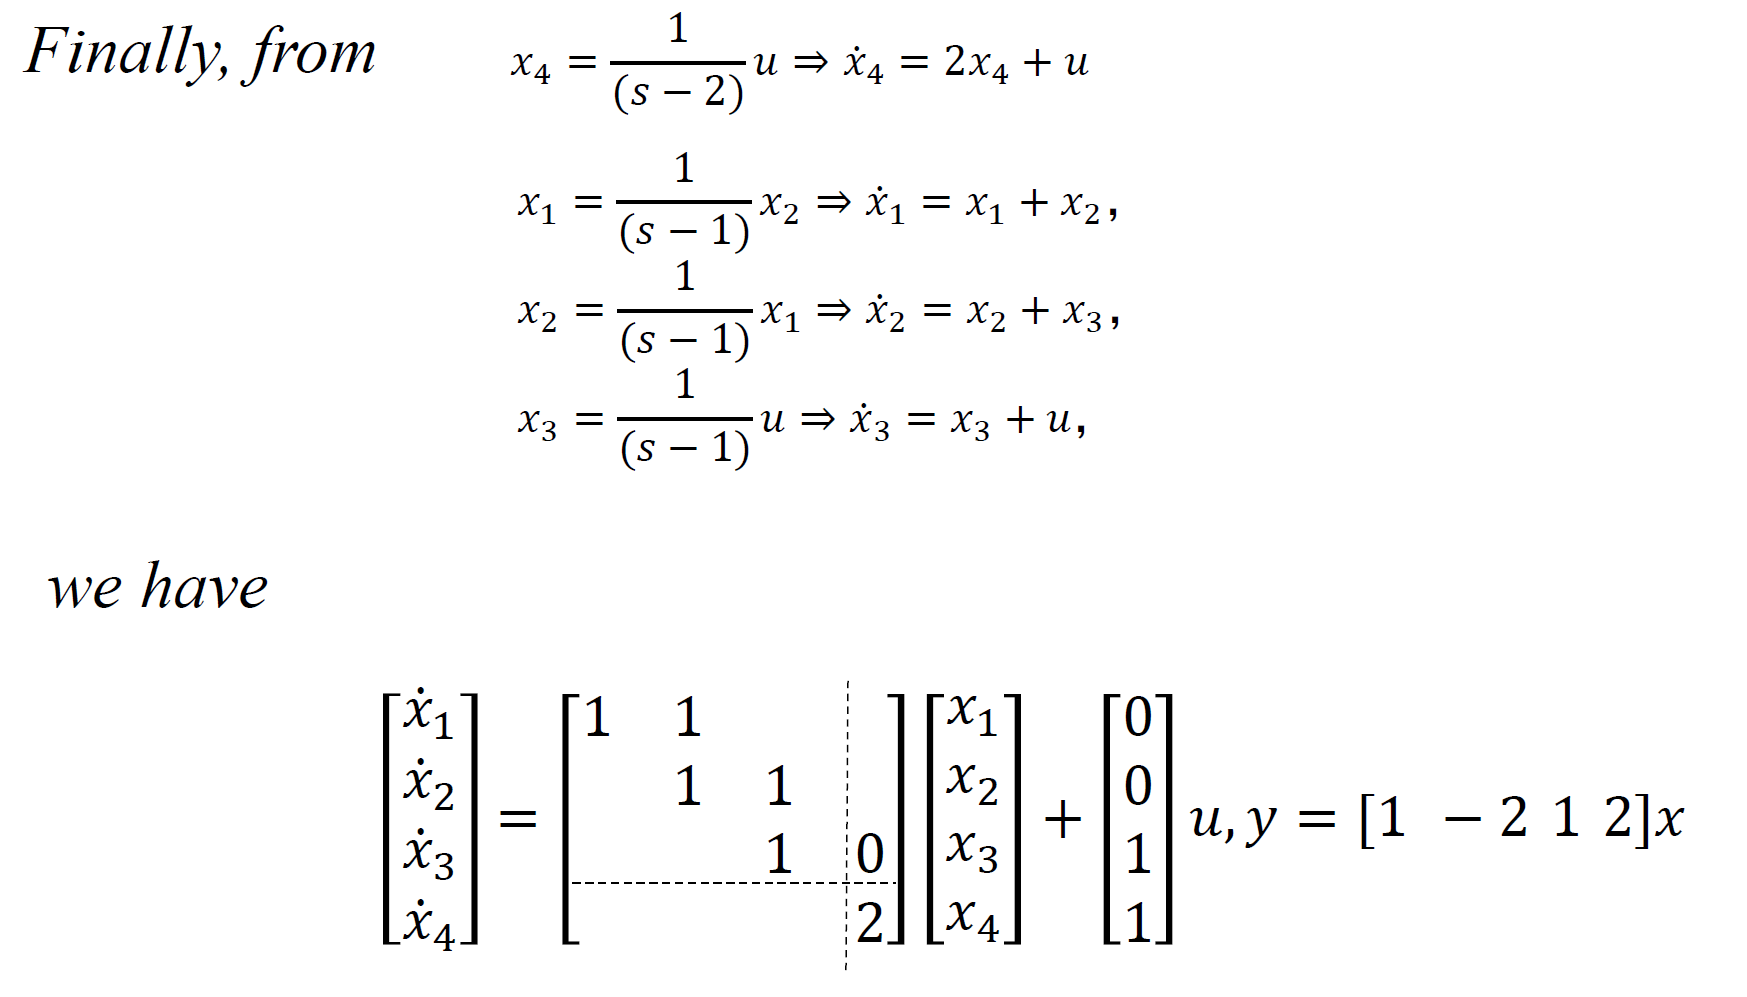 Finally, from x₄ = 1/(s − 2) u ⇒ ẋ₄ = 2x₄ + u
x₁ = 1/(s − 1) x₂ ⇒ ẋ₁ = x₁ + x₂,
x₂ = 1/(s − 1) x₁ ⇒ ẋ₂ = x₂ + x₃,
x₃ = 1/(s − 1) u ⇒ ẋ₃ = x₃ + u,
we have
[ẋ₁; ẋ₂; ẋ₃; ẋ₄] = [1 1 ; 1 1 ; 1 0; 2] [x₁; x₂; x₃; x₄] + [0; 0; 1; 1] u, y = [1 − 2 1 2]x